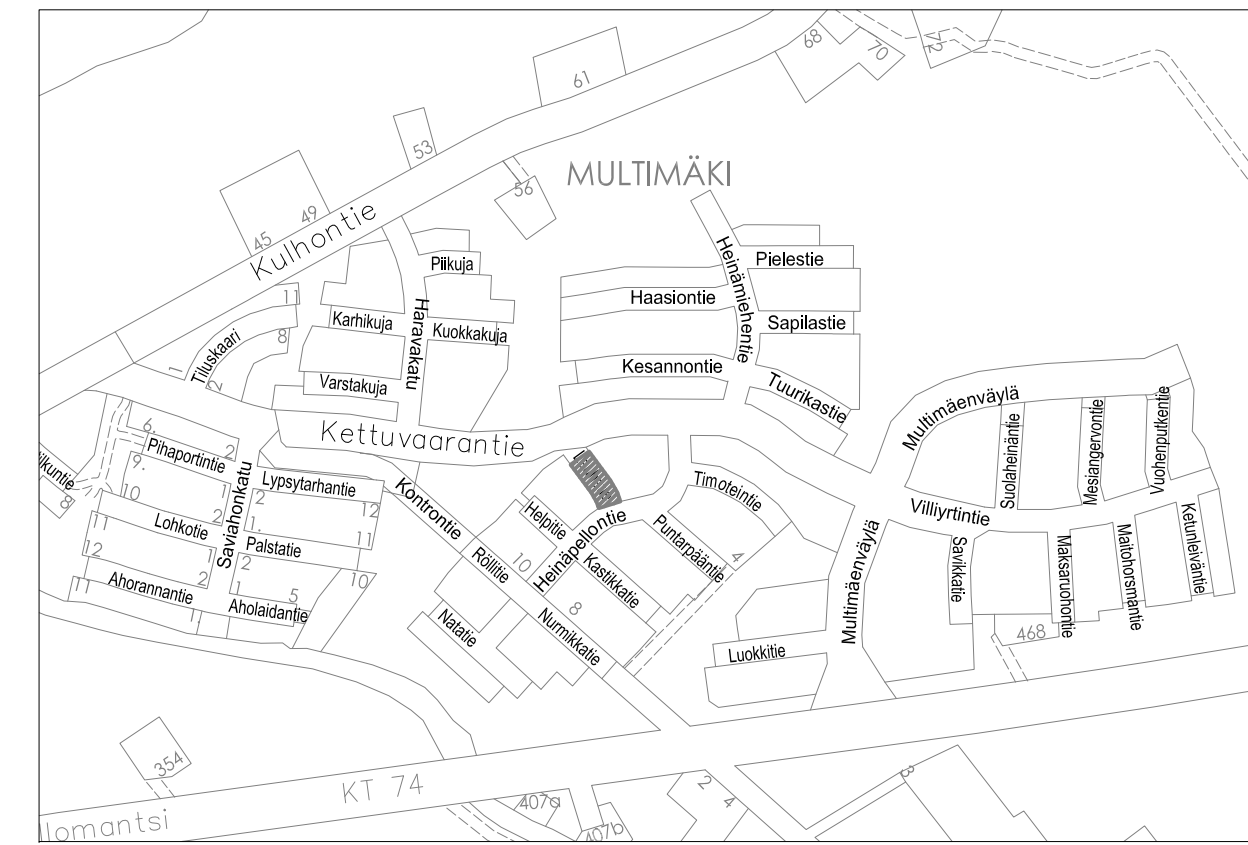 68
70
72
61
53
MULTIMÄKI
56
49
45
Kulhontie
Piikuja
Heinämiehentie
Pielestie
Haasiontie
11
Karhikuja
Haravakatu
Kuokkakuja
Sapilastie
Tiluskaari
8
1
2
Varstakuja
Kesannontie
Tuurikastie
Multimäenväylä
Kettuvaarantie
6.
2
Pihaportintie
9.
10
1
2
Saviahonkatu
Lypsytarhantie
2
12
1.
11
Kontrontie
Timoteintie
Suolaheinäntie
Mesiangervontie
Vuohenputkentie
Villiyrtintie
8
11
Lohkotie
Palstatie
Helpitie
Heinäpellontie
Puntarpääntie
4
Multimäenväylä
Savikkatie
Maksaruohontie
Maitohorsmantie
Ketunleiväntie
12
1
2
2
1
10
Röllitie
10
Kastikkatie
Ahorannantie
11
1.
5
Aholaidantie
Natatie
8
Nurmikkatie
Luokkitie
468
354
KT 74
407a
407b
2
4
3
llomantsi